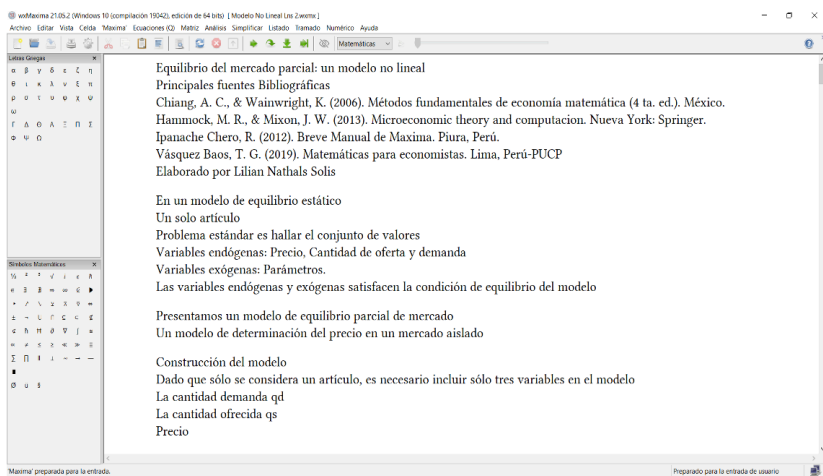 wxMaxima 21.05.2 (Windows 10 (compilación 19042), edición de 64 bits) [ Modelo No Lineal Lns 2.wxmx ]
Archivo Editar Vista Celda 'Maxima' Ecuaciones (Q) Matriz Análisis Simplificar Listado Tramado Numérico Ayuda
Matemáticas
Letras Griegas
α β γ δ ε ζ η
θ ι κ λ ν ξ π
ρ σ τ υ φ χ ψ
ω
Γ Δ Θ Λ Ξ Π Σ
Φ Ψ Ω
Símbolos Matemáticos
Equilibrio del mercado parcial: un modelo no lineal
Principales fuentes Bibliográficas
Chiang, A. C., & Wainwright, K. (2006). Métodos fundamentales de economía matemática (4 ta. ed.). México.
Hammock, M. R., & Mixon, J. W. (2013). Microeconomic theory and computacion. Nueva York: Springer.
Ipanache Chero, R. (2012). Breve Manual de Maxima. Piura, Perú.
Vásquez Baos, T. G. (2019). Matemáticas para economistas. Lima, Perú-PUCP
Elaborado por Lilian Nathals Solis
En un modelo de equilibrio estático
Un solo artículo
Problema estándar es hallar el conjunto de valores
Variables endógenas: Precio, Cantidad de oferta y demanda
Variables exógenas: Parámetros.
Las variables endógenas y exógenas satisfacen la condición de equilibrio del modelo
Presentamos un modelo de equilibrio parcial de mercado
Un modelo de determinación del precio en un mercado aislado
Construcción del modelo
Dado que sólo se considera un artículo, es necesario incluir sólo tres variables en el modelo
La cantidad demanda qd
La cantidad ofrecida qs
Precio
'Maxima' preparada para la entrada.
Preparado para la entrada de usuario